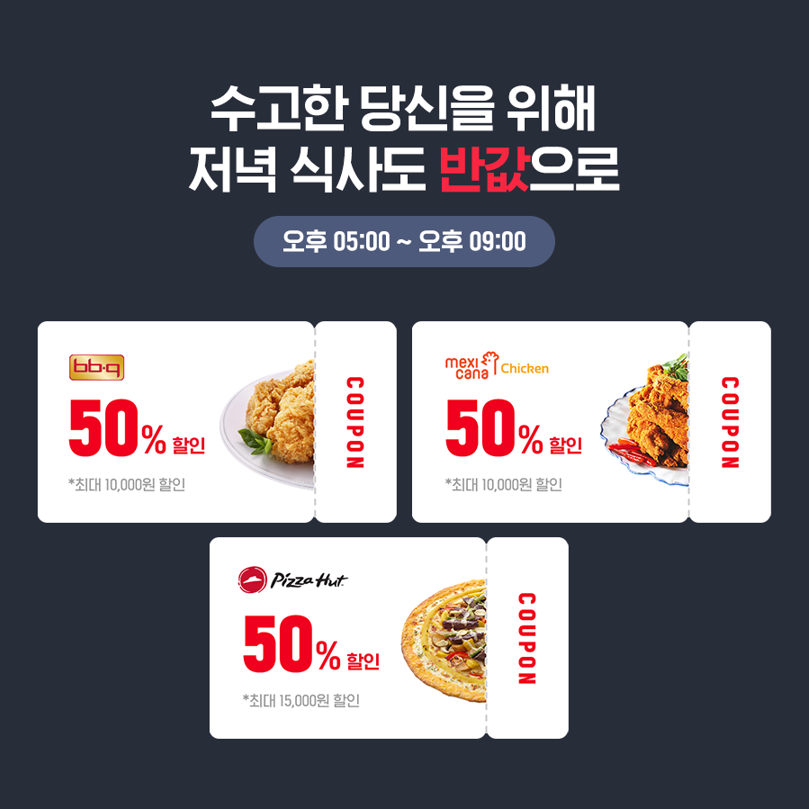 수고한 당신을 위해
저녁 식사도 반값으로
오후 05:00 ~ 오후 09:00
bb.q
50% 할인
*최대 10,000원 할인
COUPON
mexi
cana Chicken
50% 할인
*최대 10,000원 할인
COUPON
Pizza Hut
50% 할인
*최대 15,000원 할인
COUPON